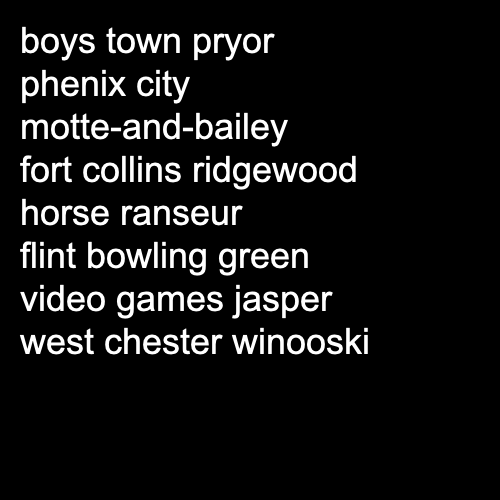 boys town pryor
phenix city
motte-and-bailey
fort collins ridgewood
horse ranseur
flint bowling green
video games jasper
west chester winooski